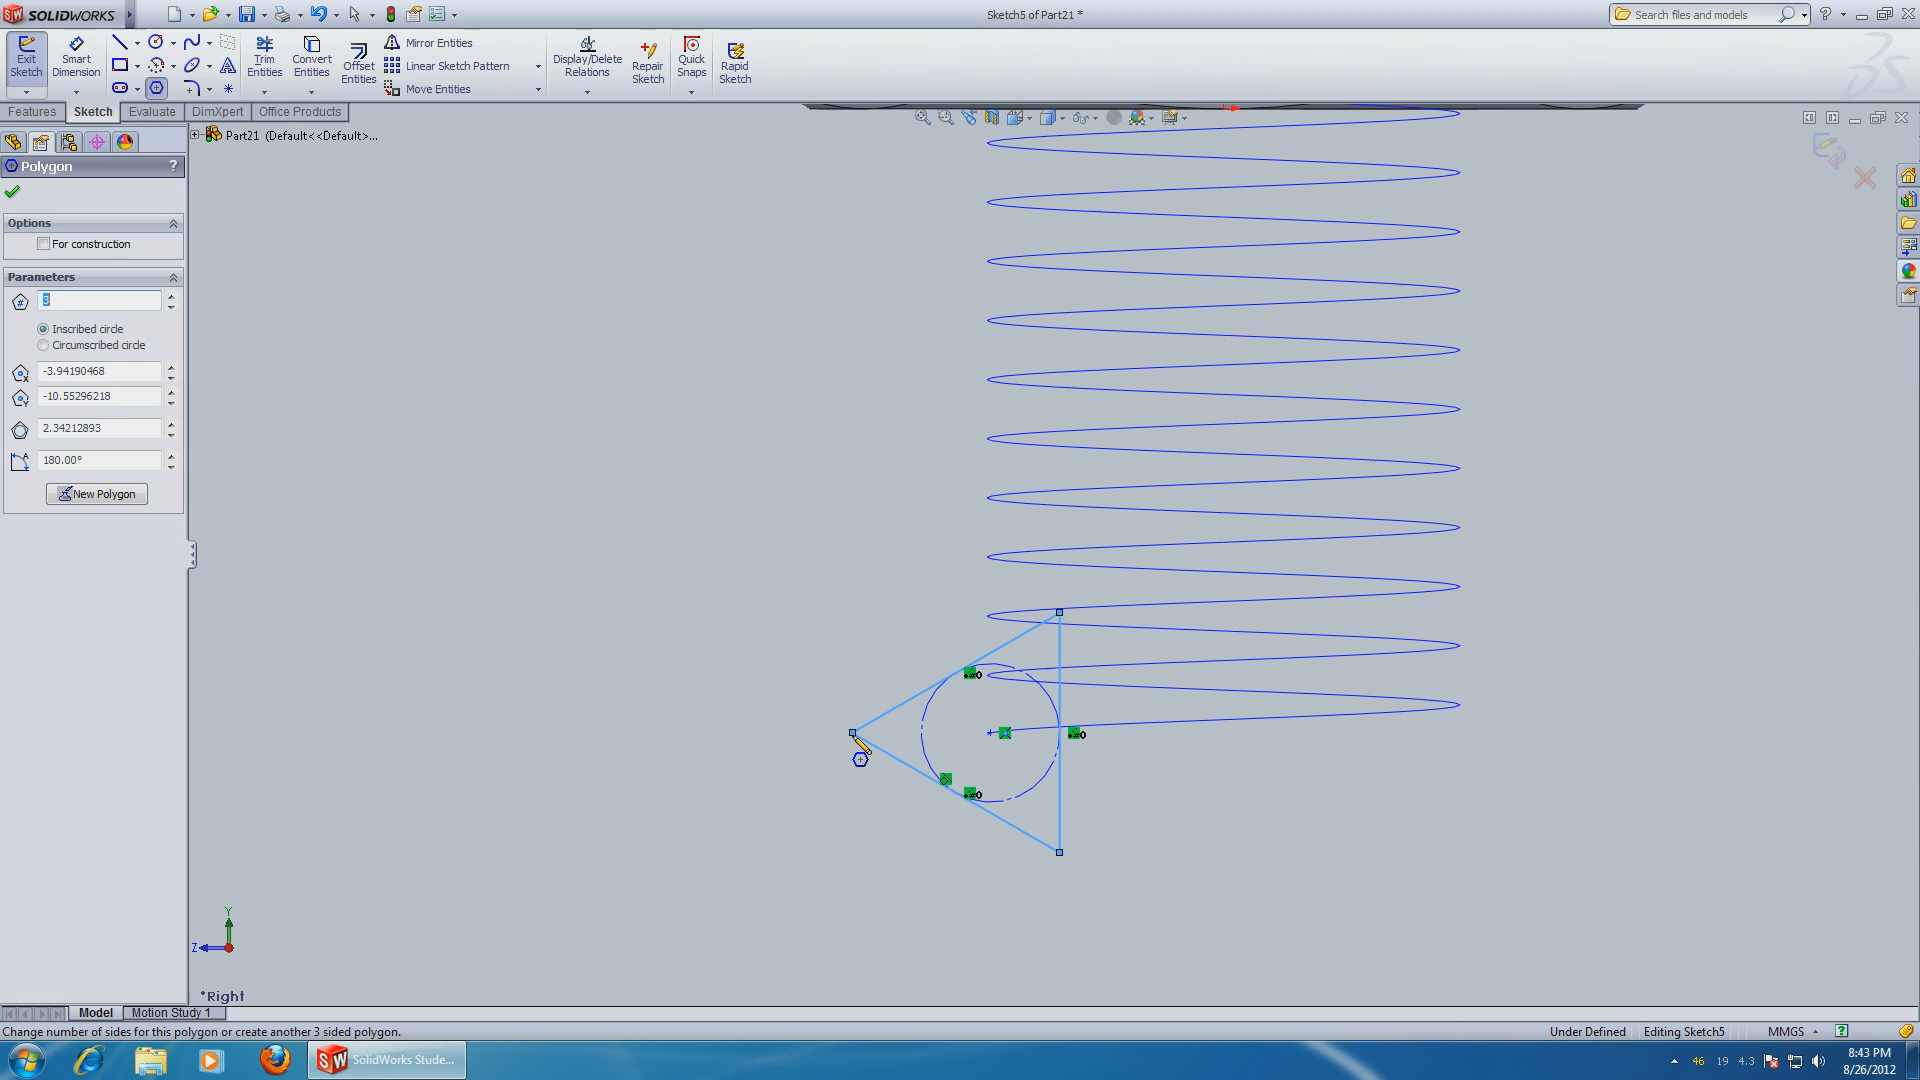 SOLIDWORKS
Sketch5 of Part21 *
Search files and models
Exit Sketch
Smart Dimension
Trim Entities
Convert Entities
Offset Entities
Mirror Entities
Linear Sketch Pattern
Move Entities
Display/Delete Relations
Repair Sketch
Quick Snaps
Rapid Sketch
Features
Sketch
Evaluate
DimXpert
Office Products
Part21 (Default<<Default>...
Polygon
?
Options
For construction
Parameters
3
Inscribed circle
Circumscribed circle
-3.94190468
-10.55296218
2.34212893
180.00°
New Polygon
Y
Z
*Right
Model
Motion Study 1
Change number of sides for this polygon or create another 3 sided polygon.
Under Defined
Editing Sketch5
MMGS
SolidWorks Stude...
46 19 4.3
8:43 PM
8/26/2012